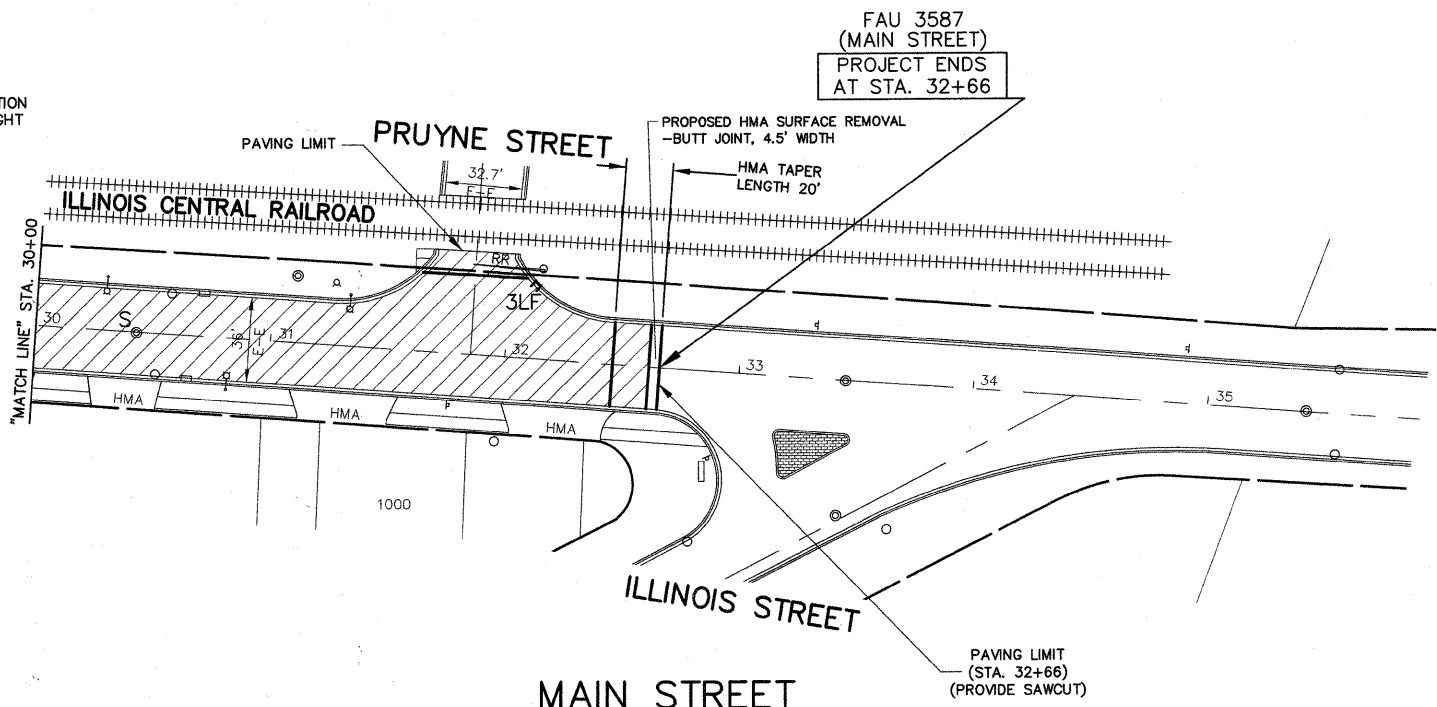 FAU 3587
(MAIN STREET)
PROJECT ENDS
AT STA. 32+66
TION
GHT
PAVING LIMIT
PRUYNE STREET
PROPOSED HMA SURFACE REMOVAL
-BUTT JOINT, 4.5' WIDTH
HMA TAPER
LENGTH 20'
32.7'
E-E
ILLINOIS CENTRAL RAILROAD
RR
3LF
"MATCH LINE" STA. 30+00
30
S
36'
E-E
31
32
33
34
35
HMA
HMA
HMA
1000
ILLINOIS STREET
PAVING LIMIT
(STA. 32+66)
(PROVIDE SAWCUT)
MAIN STREET